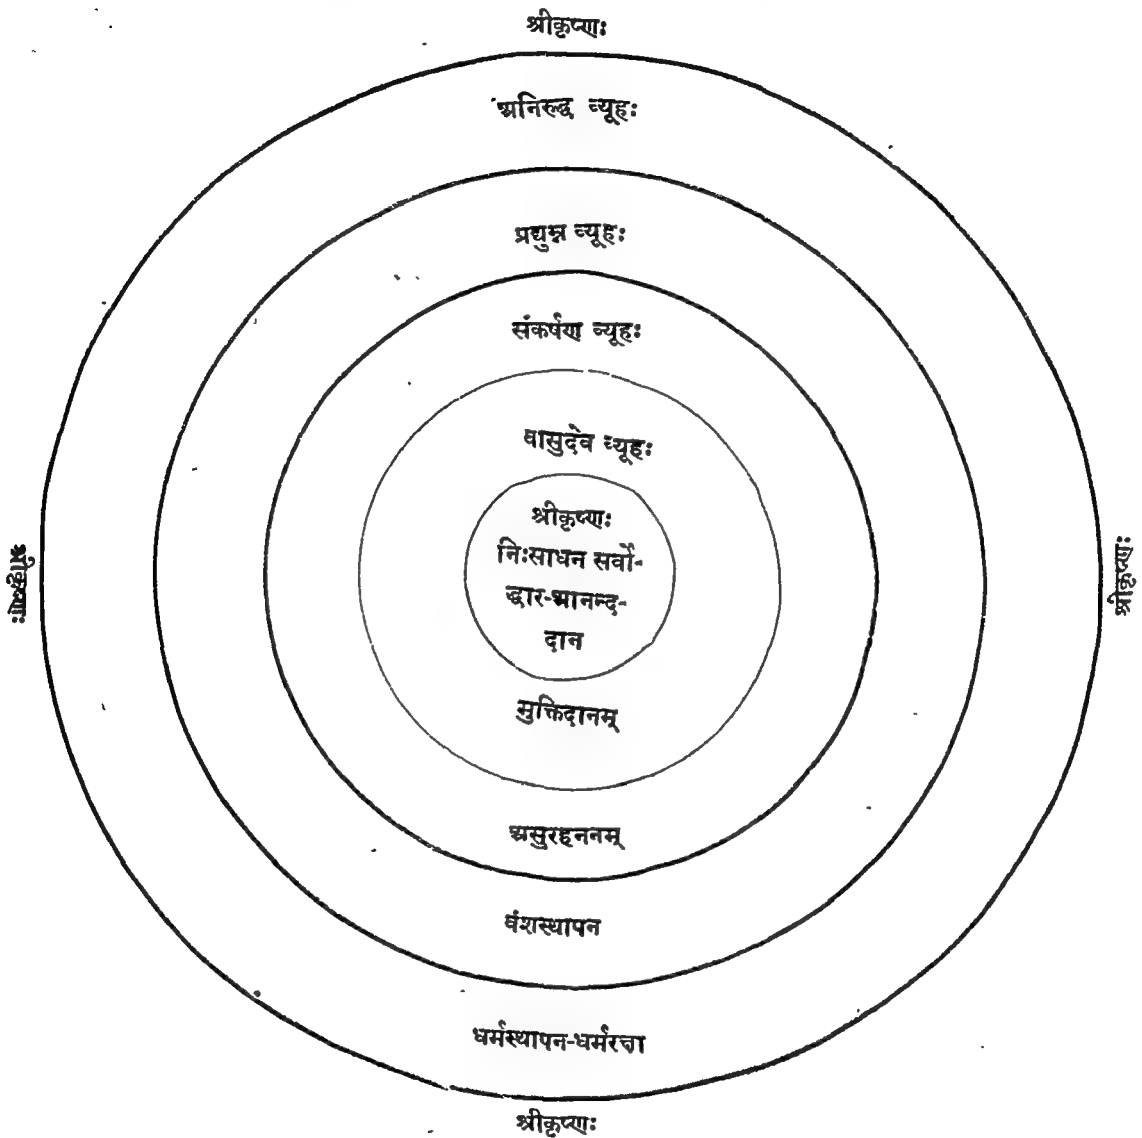 श्रीकृष्णः
अनिरुद्ध व्यूहः
प्रद्युम्न व्यूहः
संकर्षण व्यूहः
वासुदेव व्यूहः
श्रीकृष्णः
निःसाधन सर्वो-
द्धार-आनन्द-
दान
मुक्तिदानम्
असुरहननम्
वंशस्थापन
धर्मस्थापन-धर्मरक्षा
श्रीकृष्णः
श्रीकृष्णः
श्रीकृष्णः